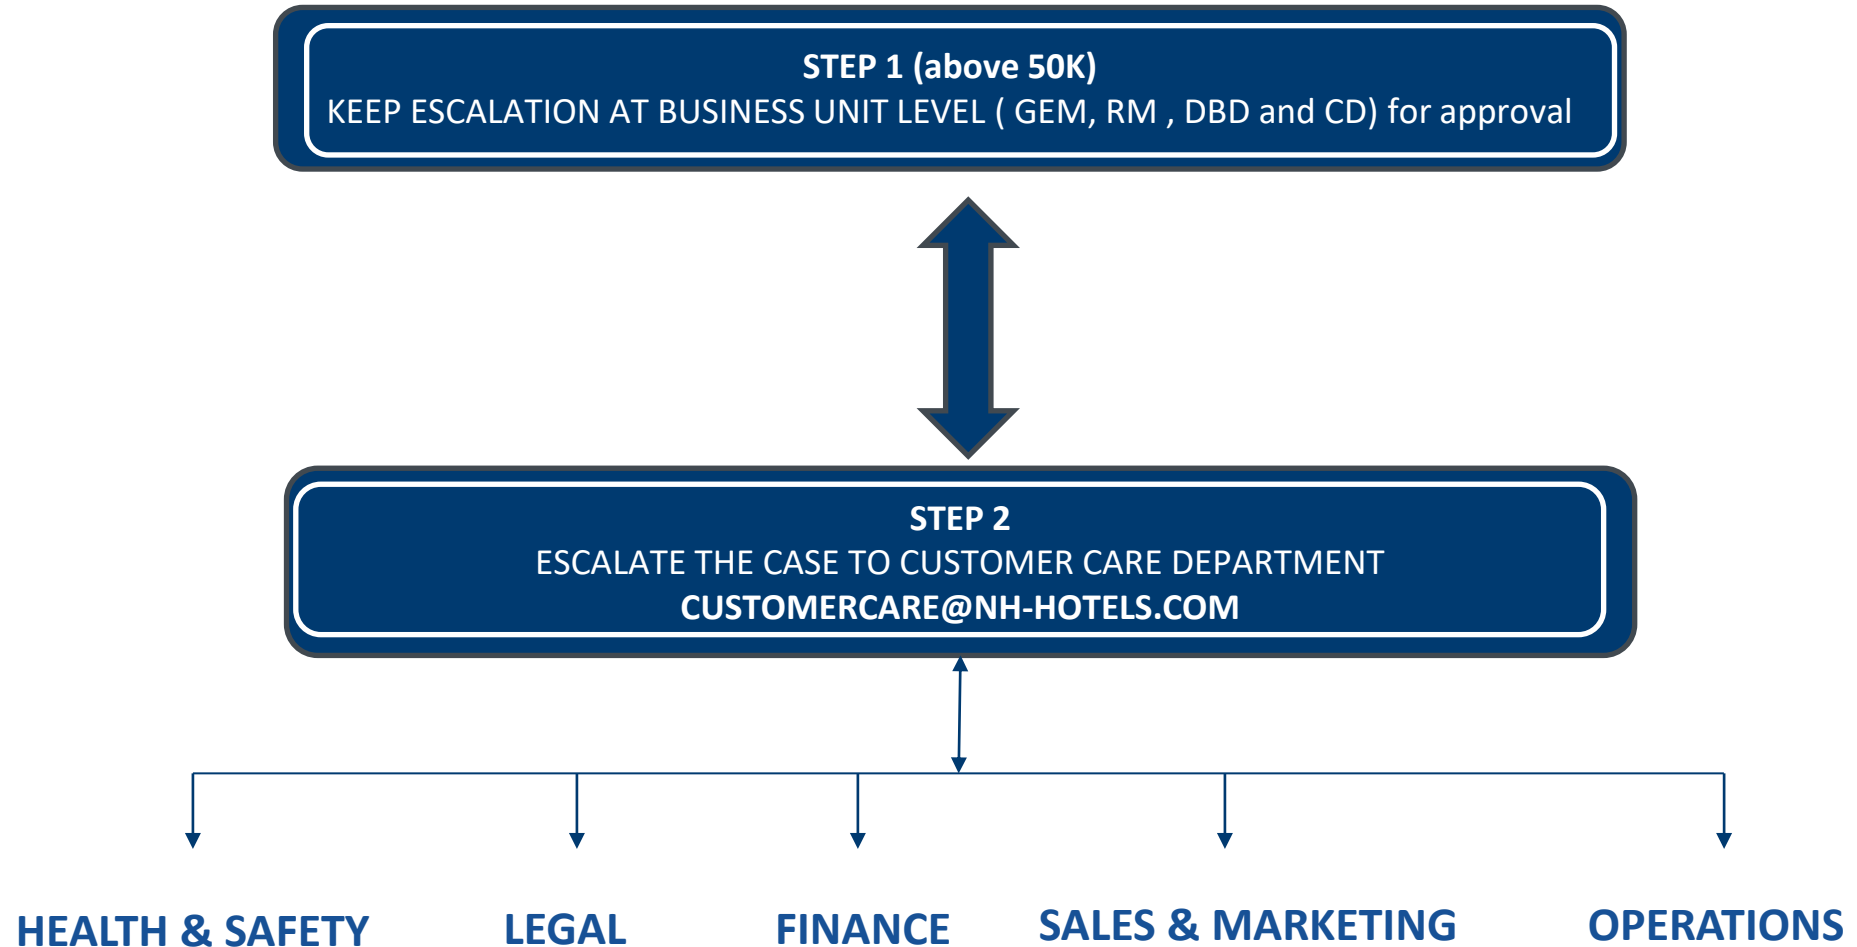 STEP 1 (above 50K)
KEEP ESCALATION AT BUSINESS UNIT LEVEL ( GEM, RM , DBD and CD) for approval
STEP 2
ESCALATE THE CASE TO CUSTOMER CARE DEPARTMENT
CUSTOMERCARE@NH-HOTELS.COM
HEALTH & SAFETY
LEGAL
FINANCE
SALES & MARKETING
OPERATIONS